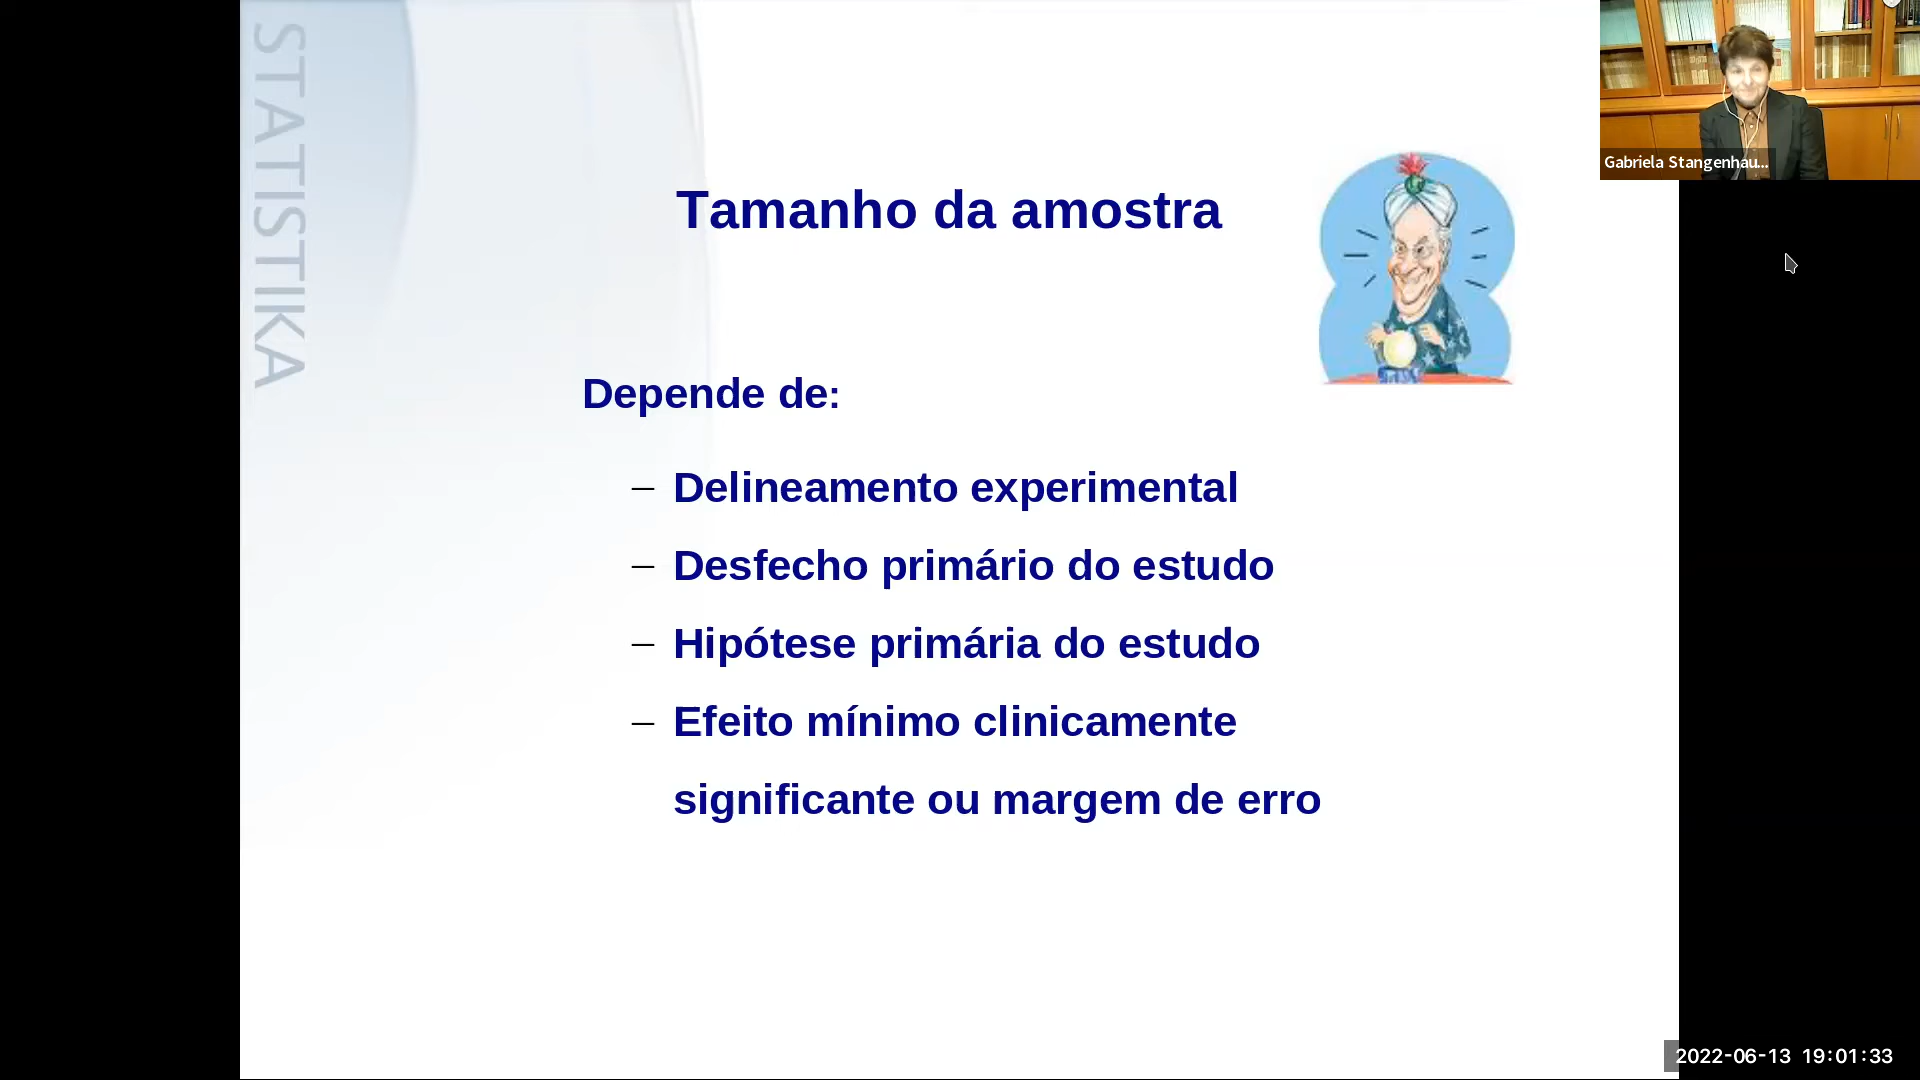 STATISTIKA
Tamanho da amostra
Depende de:
– Delineamento experimental
– Desfecho primário do estudo
– Hipótese primária do estudo
– Efeito mínimo clinicamente
significante ou margem de erro
Gabriela Stangenhau...
2022-06-13 19:01:33